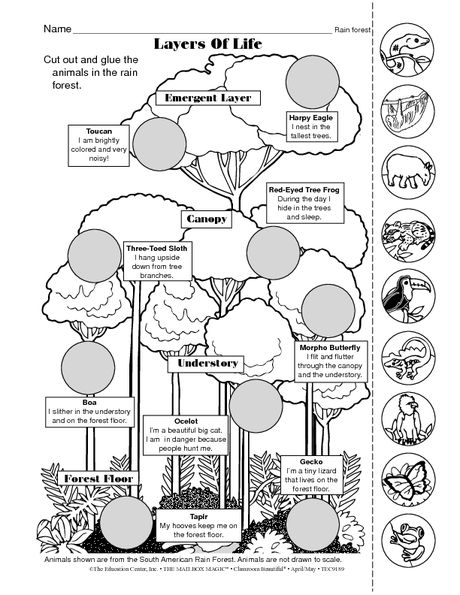 Name
Rain forest
Layers Of Life
Cut out and glue the
animals in the rain
forest.
Emergent Layer
Harpy Eagle
I nest in the
tallest trees.
Toucan
I am brightly
colored and very
noisy!
Red-Eyed Tree Frog
During the day I
hide in the trees
and sleep.
Canopy
Three-Toed Sloth
I hang upside
down from tree
branches.
Morpho Butterfly
I flit and flutter
through the canopy
and the understory.
Understory
Boa
I slither in the understory
and on the forest floor.
Ocelot
I'm a beautiful big cat.
I am in danger because
people hunt me.
Gecko
I'm a tiny lizard
that lives on the
forest floor.
Forest Floor
Tapir
My hooves keep me on
the forest floor.
Animals shown are from the South American Rain Forest. Animals are not drawn to scale.
©The Education Center, Inc. • THE MAILBOX MAGIC™ • Classroom Beautiful® • April/May • TEC9189